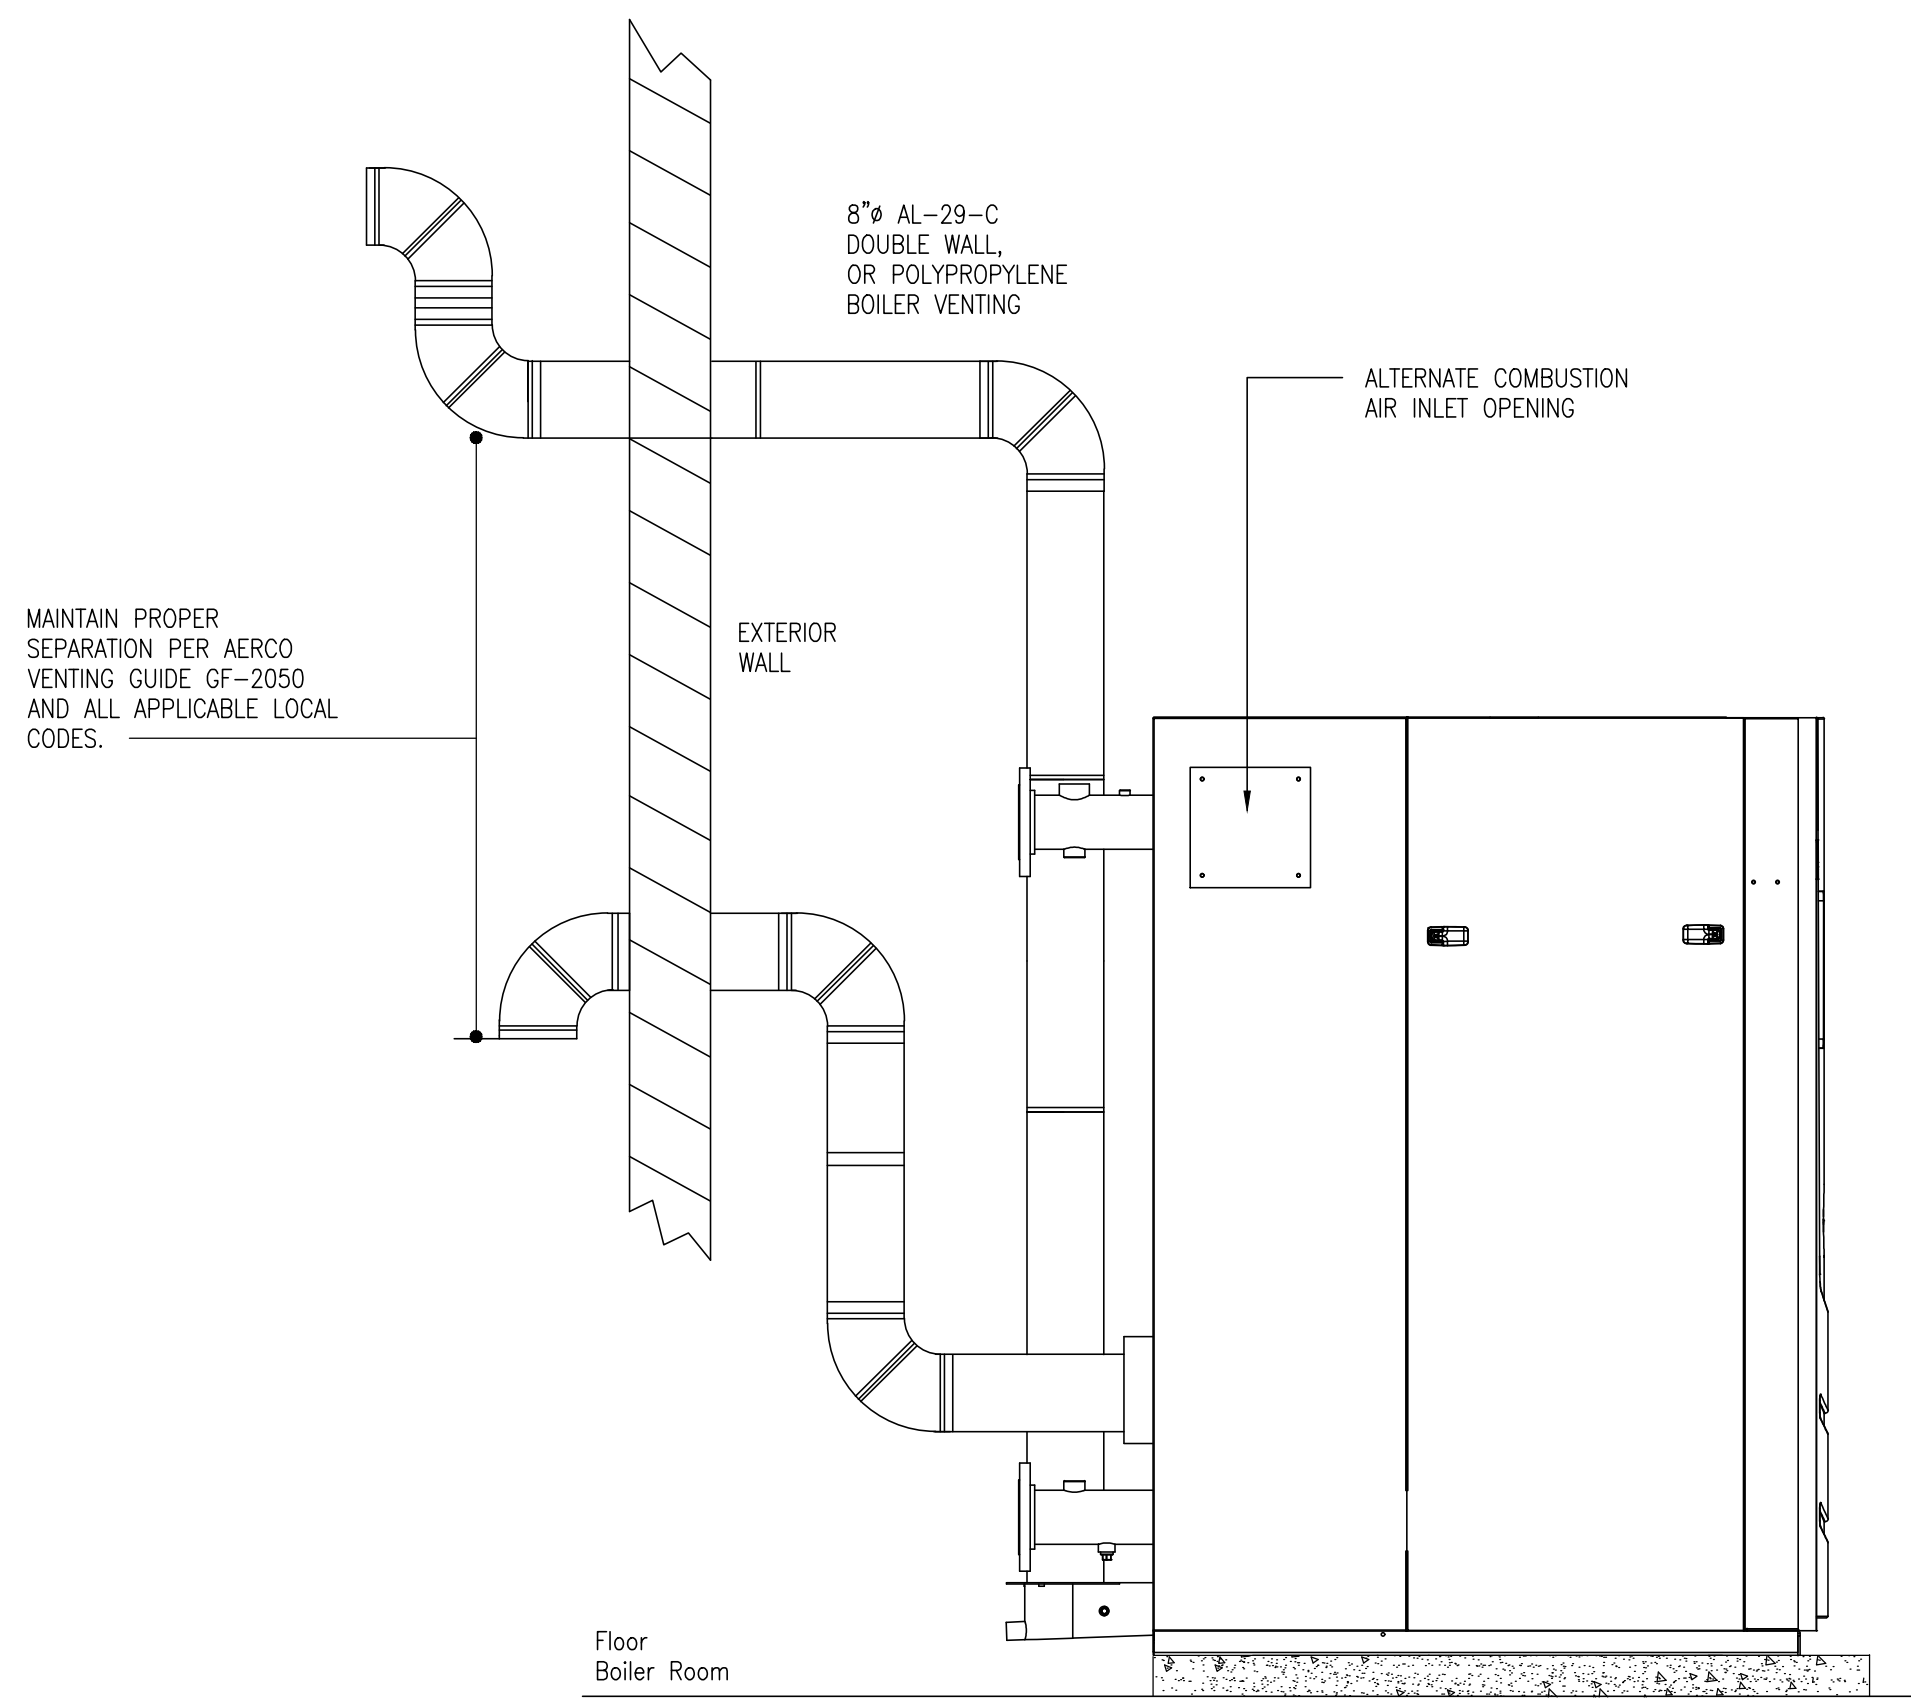 8”ø AL-29-C
DOUBLE WALL,
OR POLYPROPYLENE
BOILER VENTING
ALTERNATE COMBUSTION
AIR INLET OPENING
MAINTAIN PROPER
SEPARATION PER AERCO
VENTING GUIDE GF-2050
AND ALL APPLICABLE LOCAL
CODES.
EXTERIOR
WALL
Floor
Boiler Room